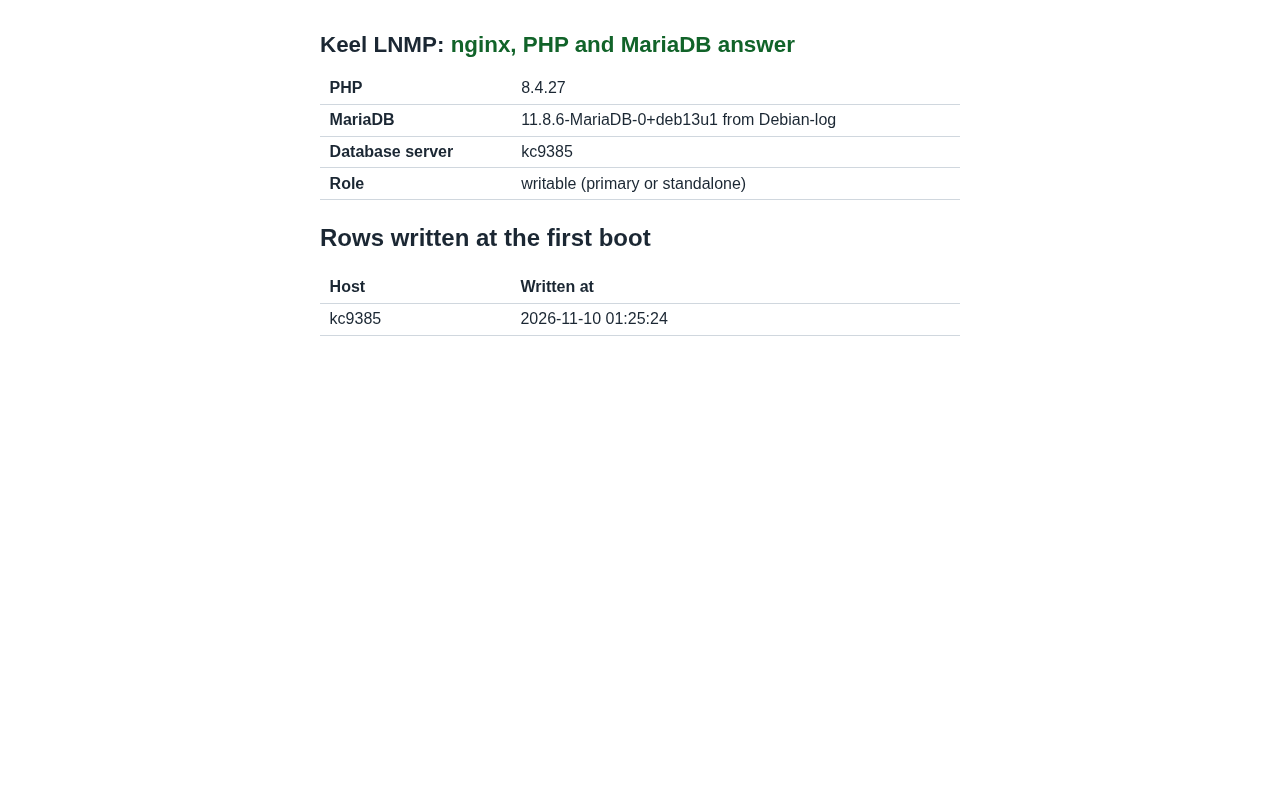 Keel LNMP: nginx, PHP and MariaDB answer
PHP 8.4.27
MariaDB 11.8.6-MariaDB-0+deb13u1 from Debian-log
Database server kc9385
Role writable (primary or standalone)
Rows written at the first boot
Host Written at
kc9385 2026-11-10 01:25:24